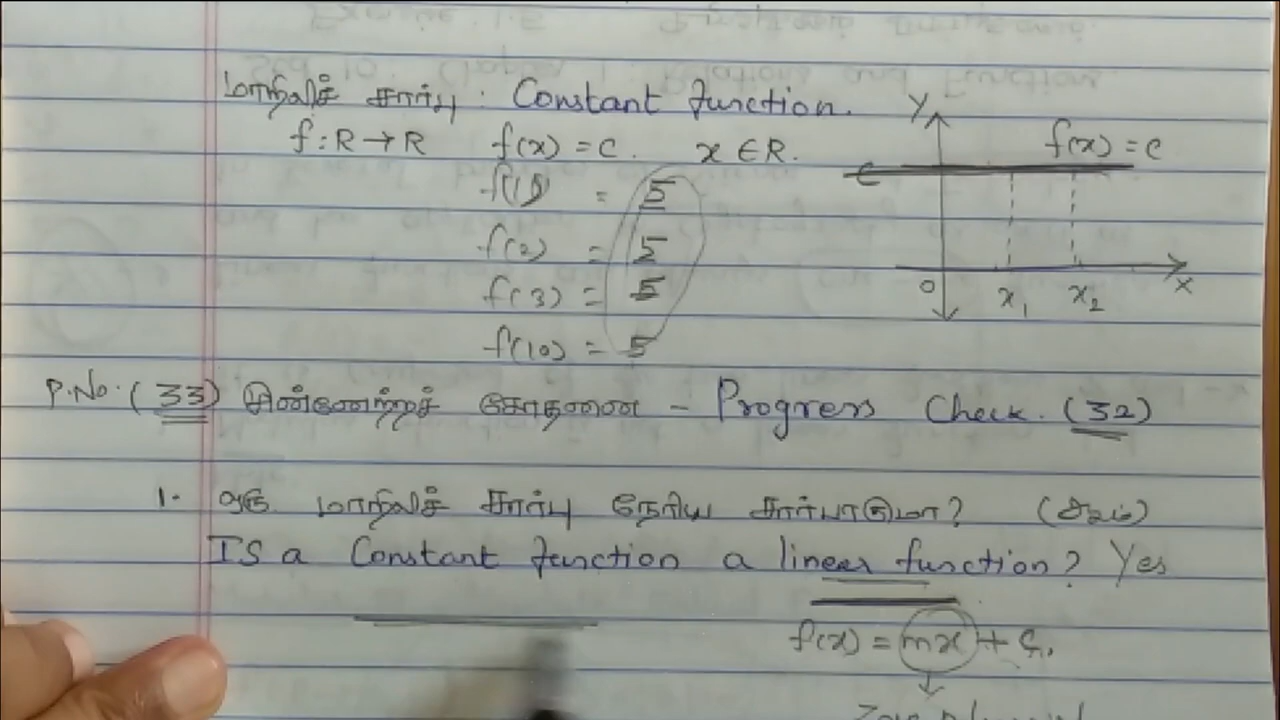 மாறிலிச் சார்பு : Constant function.
f : R → R f(x) = c. x ∈ R.
f(1) = 5
f(2) = 5
f(3) = 5
f(10) = 5
Y
f(x) = c
c
0 x₁ x₂ X
P.No. (33) முன்னேற்றச் சோதனை - Progress Check. (32)
1. ஒரு மாறிலிச் சார்பு நேரிய சார்பாகுமா? (ஆம்)
Is a Constant function a linear function? Yes
f(x) = mx +